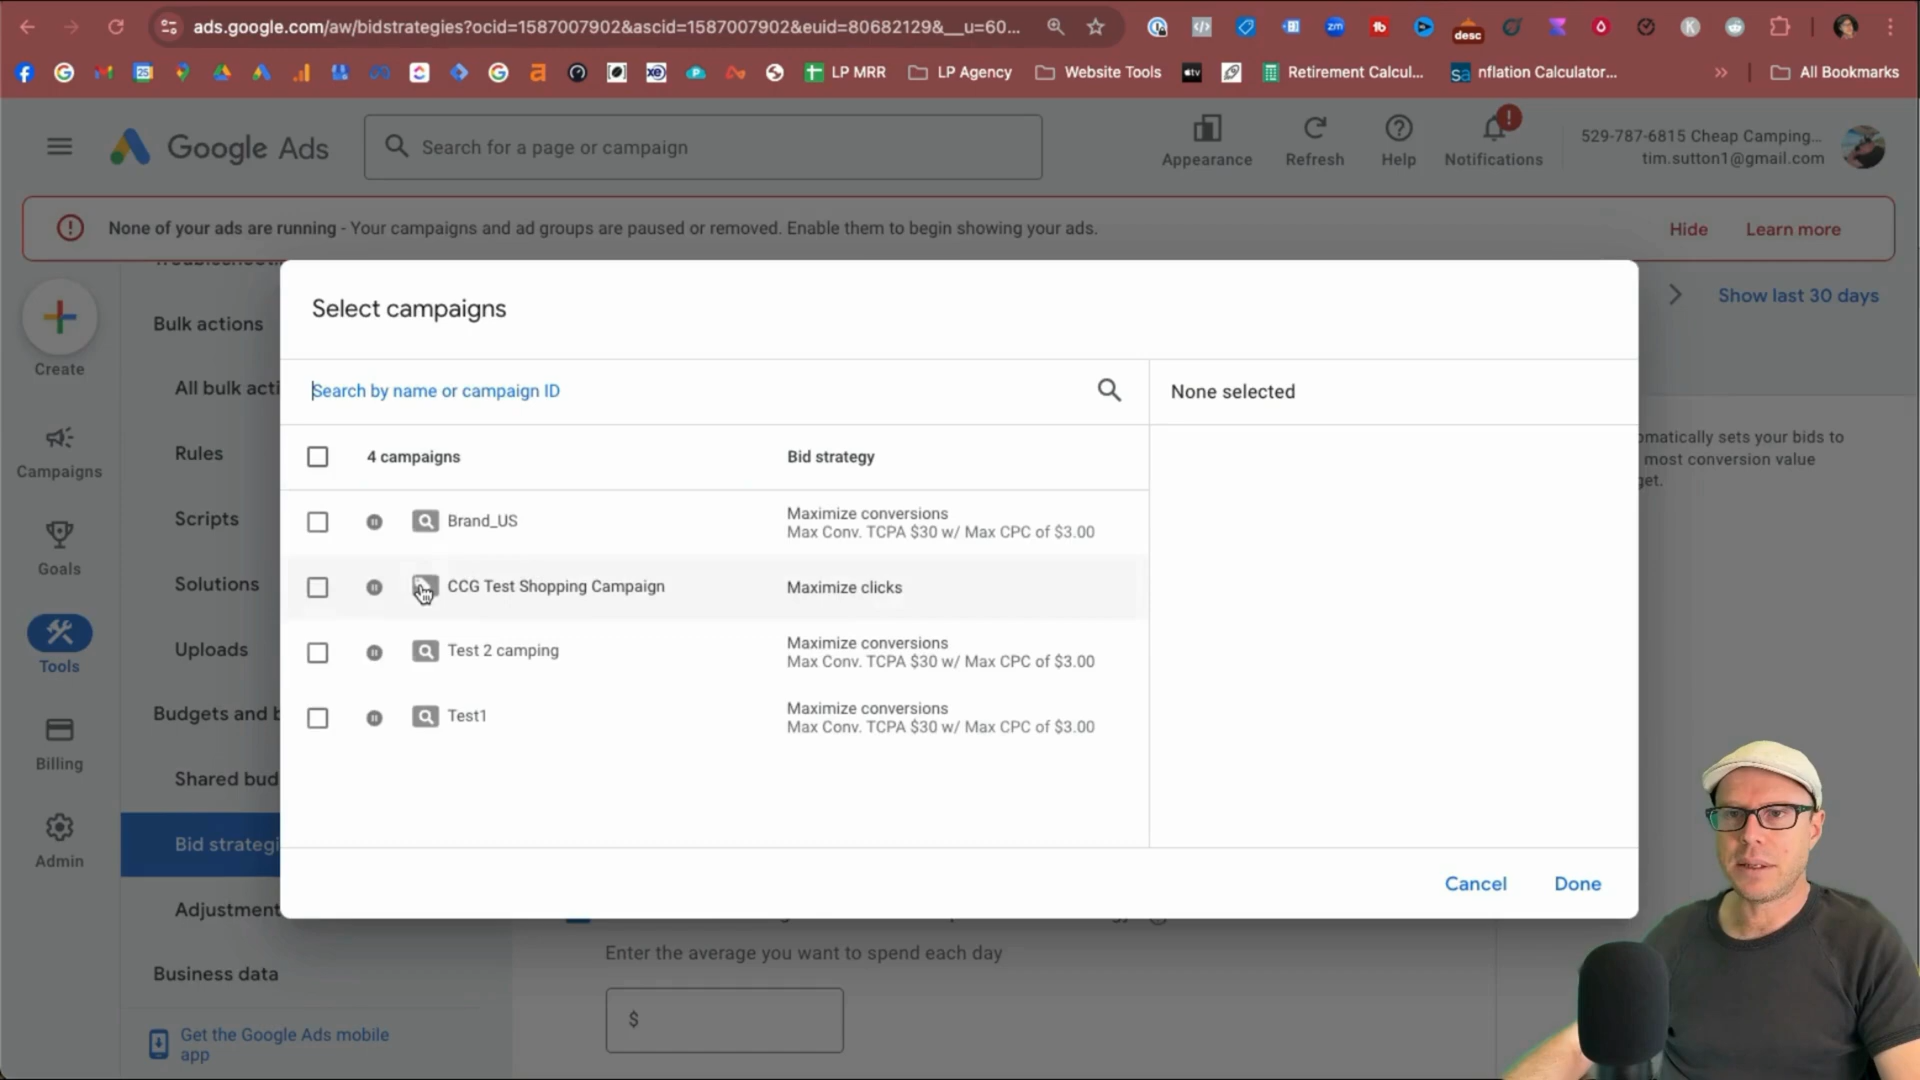 ads.google.com/aw/bidstrategies?ocid=1587007902&ascid=1587007902&euid=80682129&__u=60...
desc
LP MRR
LP Agency
Website Tools
Retirement Calcul...
nflation Calculator...
All Bookmarks
Google Ads
Search for a page or campaign
Appearance
Refresh
Help
Notifications
529-787-6815 Cheap Camping...
tim.sutton1@gmail.com
None of your ads are running - Your campaigns and ad groups are paused or removed. Enable them to begin showing your ads.
Hide
Learn more
Create
Campaigns
Goals
Tools
Billing
Admin
Bulk actions
All bulk acti
Rules
Scripts
Solutions
Uploads
Budgets and b
Shared bud
Bid strategi
Adjustment
Business data
Get the Google Ads mobile
app
Show last 30 days
omatically sets your bids to
most conversion value
get.
Select campaigns
Search by name or campaign ID
None selected
4 campaigns
Bid strategy
Brand_US
Maximize conversions
Max Conv. TCPA $30 w/ Max CPC of $3.00
CCG Test Shopping Campaign
Maximize clicks
Test 2 camping
Maximize conversions
Max Conv. TCPA $30 w/ Max CPC of $3.00
Test1
Maximize conversions
Max Conv. TCPA $30 w/ Max CPC of $3.00
Cancel
Done
Enter the average you want to spend each day
$